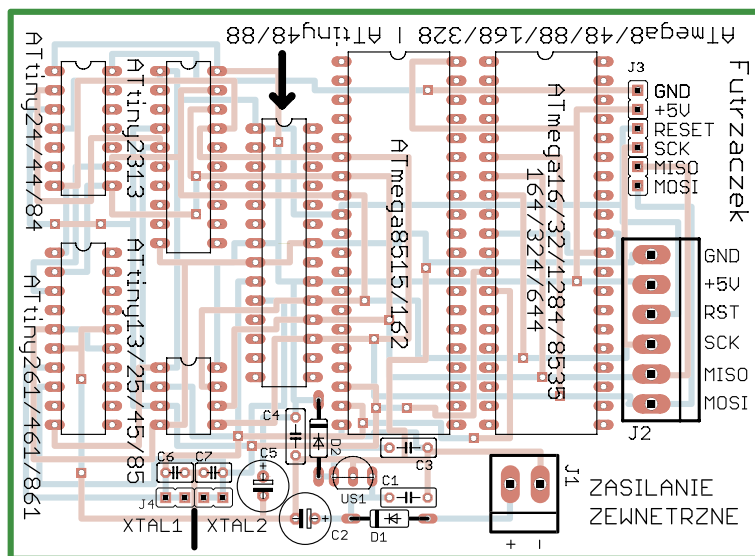 ATmega8/48/88/168/328 | ATtiny48/88
ATtiny24/44/84
ATtiny2313
ATmega8515/162
ATmega16/32/1284/8535
164/324/644
J3
GND
+5V
RESET
SCK
MISO
MOSI
Futrzaczek
ATtiny261/461/861
ATtiny13/25/45/85
GND
+5V
RST
SCK
MISO
MOSI
J2
C4
D2
C3
C6
C7
C5
C1
US1
J4
XTAL1
XTAL2
C2
D1
J1
+
-
ZASILANIE
ZEWNETRZNE